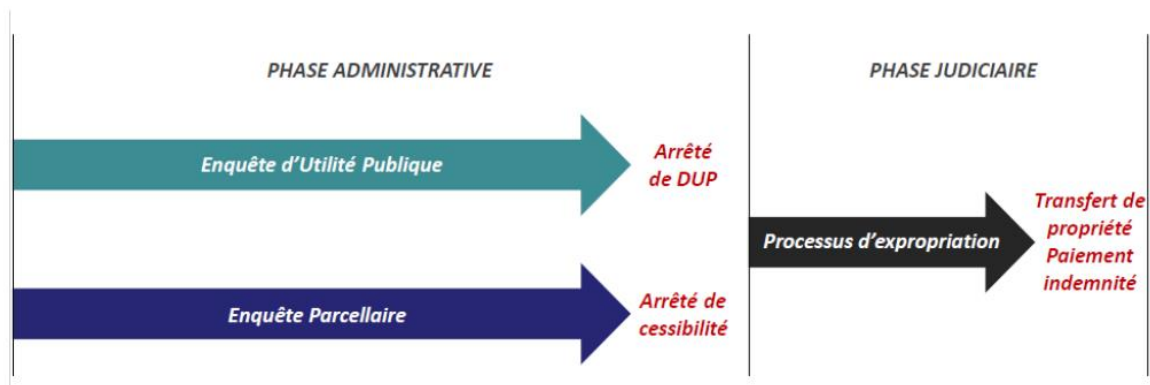 PHASE ADMINISTRATIVE
PHASE JUDICIAIRE
Enquête d'Utilité Publique
Arrêté
de DUP
Processus d'expropriation
Transfert de
propriété
Paiement
indemnité
Enquête Parcellaire
Arrêté de
cessibilité